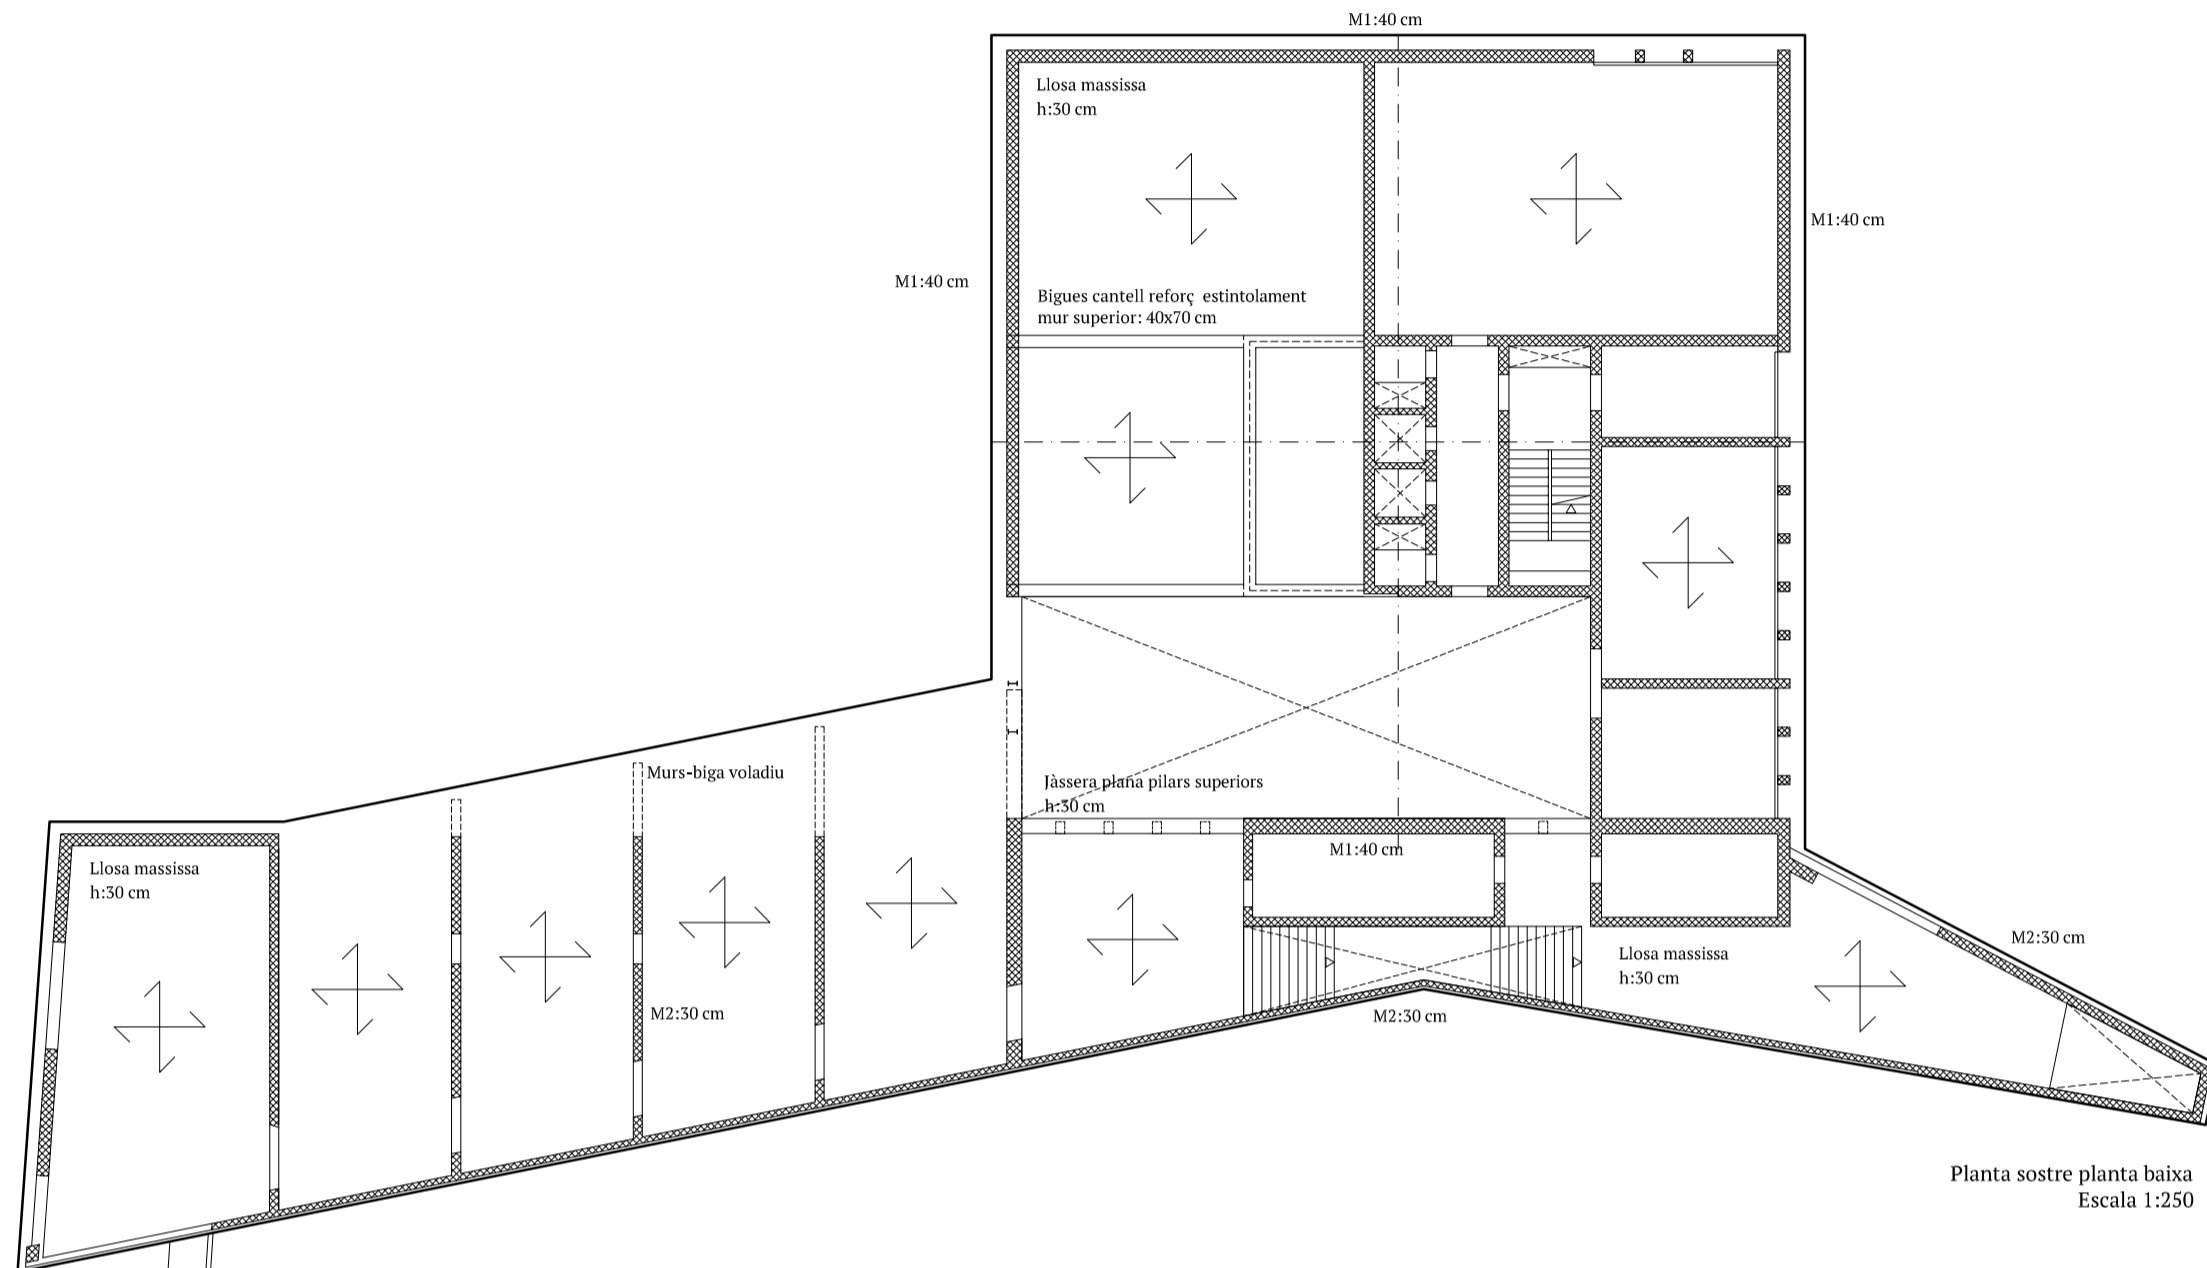 M1:40 cm
Llosa massissa
h:30 cm
M1:40 cm
M1:40 cm
Bigues cantell reforç estintolament
mur superior: 40x70 cm
Murs-biga voladiu
Jàssera plana pilars superiors
h:30 cm
M1:40 cm
Llosa massissa
h:30 cm
M2:30 cm
Llosa massissa
h:30 cm
M2:30 cm
M2:30 cm
Planta sostre planta baixa
Escala 1:250